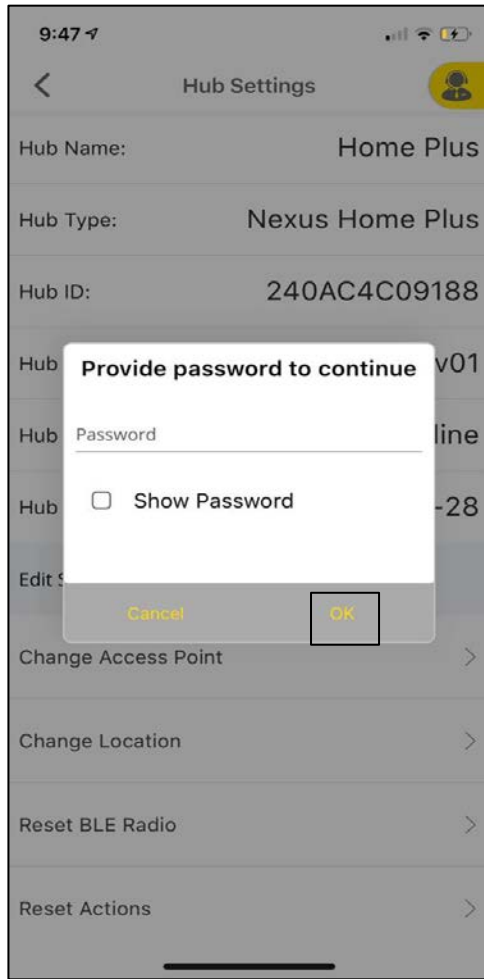 9:47
Hub Settings
Hub Name: Home Plus
Hub Type: Nexus Home Plus
Hub ID: 240AC4C09188
Hub v01
Provide password to continue
Hub line
Password
Hub -28
Show Password
Edit S
Cancel OK
Change Access Point
Change Location
Reset BLE Radio
Reset Actions